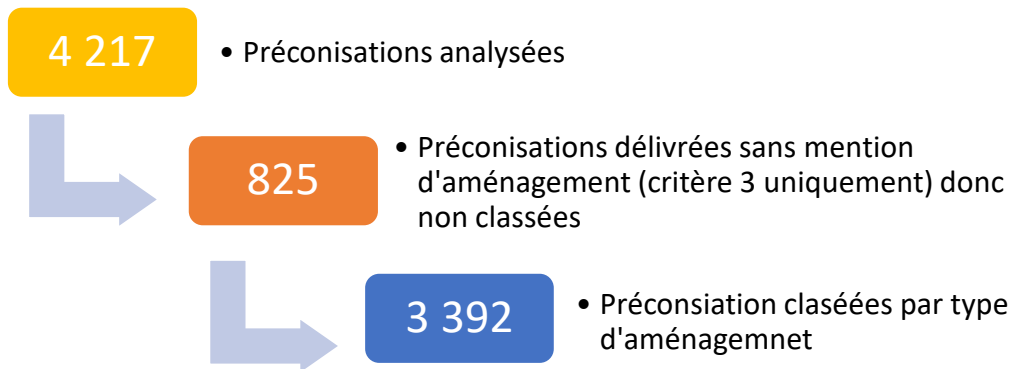 4 217
• Préconisations analysées
825
• Préconisations délivrées sans mention
d'aménagement (critère 3 uniquement) donc
non classées
3 392
• Préconsiation claséées par type
d'aménagemnet